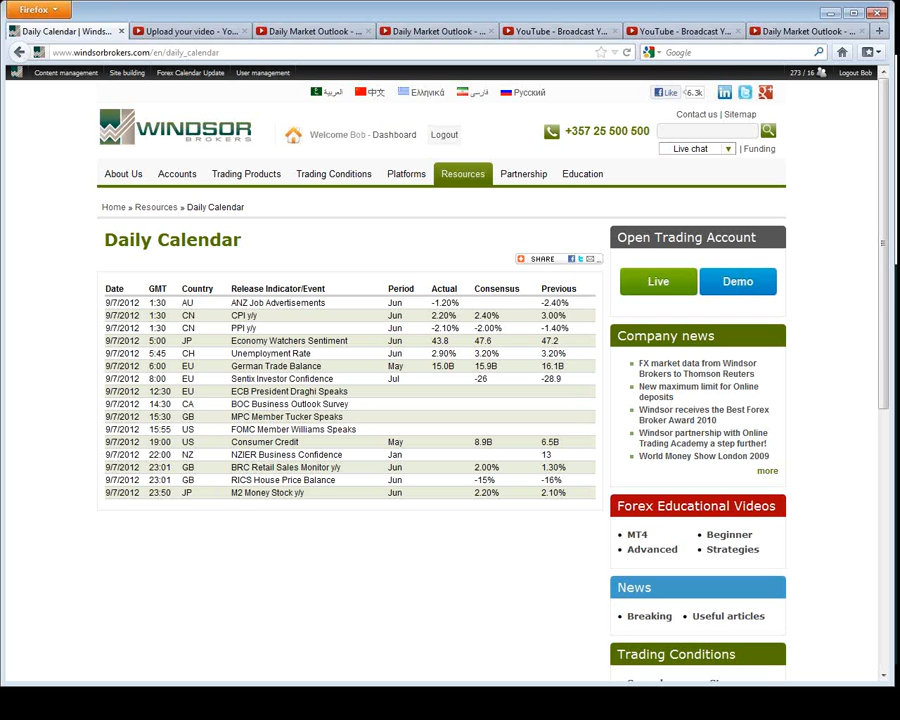 Firefox
Daily Calendar | Winds... Upload your video - Yo... Daily Market Outlook - ... Daily Market Outlook - ... YouTube - Broadcast Y... YouTube - Broadcast Y... Daily Market Outlook - ...
www.windsorbrokers.com/en/daily_calendar Google
Content management Site building Forex Calendar Update User management 273 / 16 Logout Bob
العربية 中文 Ελληνικά فارسی Русский Like 6.3k
Contact us | Sitemap
WINDSOR
BROKERS
Welcome Bob - Dashboard Logout +357 25 500 500
Live chat | Funding
About Us Accounts Trading Products Trading Conditions Platforms Resources Partnership Education
Home » Resources » Daily Calendar
Daily Calendar
SHARE
Date GMT Country Release Indicator/Event Period Actual Consensus Previous
9/7/2012 1:30 AU ANZ Job Advertisements Jun -1.20% -2.40%
9/7/2012 1:30 CN CPI y/y Jun 2.20% 2.40% 3.00%
9/7/2012 1:30 CN PPI y/y Jun -2.10% -2.00% -1.40%
9/7/2012 5:00 JP Economy Watchers Sentiment Jun 43.8 47.6 47.2
9/7/2012 5:45 CH Unemployment Rate Jun 2.90% 3.20% 3.20%
9/7/2012 6:00 EU German Trade Balance May 15.0B 15.9B 16.1B
9/7/2012 8:00 EU Sentix Investor Confidence Jul -26 -28.9
9/7/2012 12:30 EU ECB President Draghi Speaks
9/7/2012 14:30 CA BOC Business Outlook Survey
9/7/2012 15:30 GB MPC Member Tucker Speaks
9/7/2012 15:55 US FOMC Member Williams Speaks
9/7/2012 19:00 US Consumer Credit May 8.9B 6.5B
9/7/2012 22:00 NZ NZIER Business Confidence Jan 13
9/7/2012 23:01 GB BRC Retail Sales Monitor y/y Jun 2.00% 1.30%
9/7/2012 23:01 GB RICS House Price Balance Jun -15% -16%
9/7/2012 23:50 JP M2 Money Stock y/y Jun 2.20% 2.10%
Open Trading Account
Live Demo
Company news
FX market data from Windsor
Brokers to Thomson Reuters
New maximum limit for Online
deposits
Windsor receives the Best Forex
Broker Award 2010
Windsor partnership with Online
Trading Academy a step further!
World Money Show London 2009
more
Forex Educational Videos
MT4 Beginner
Advanced Strategies
News
Breaking Useful articles
Trading Conditions